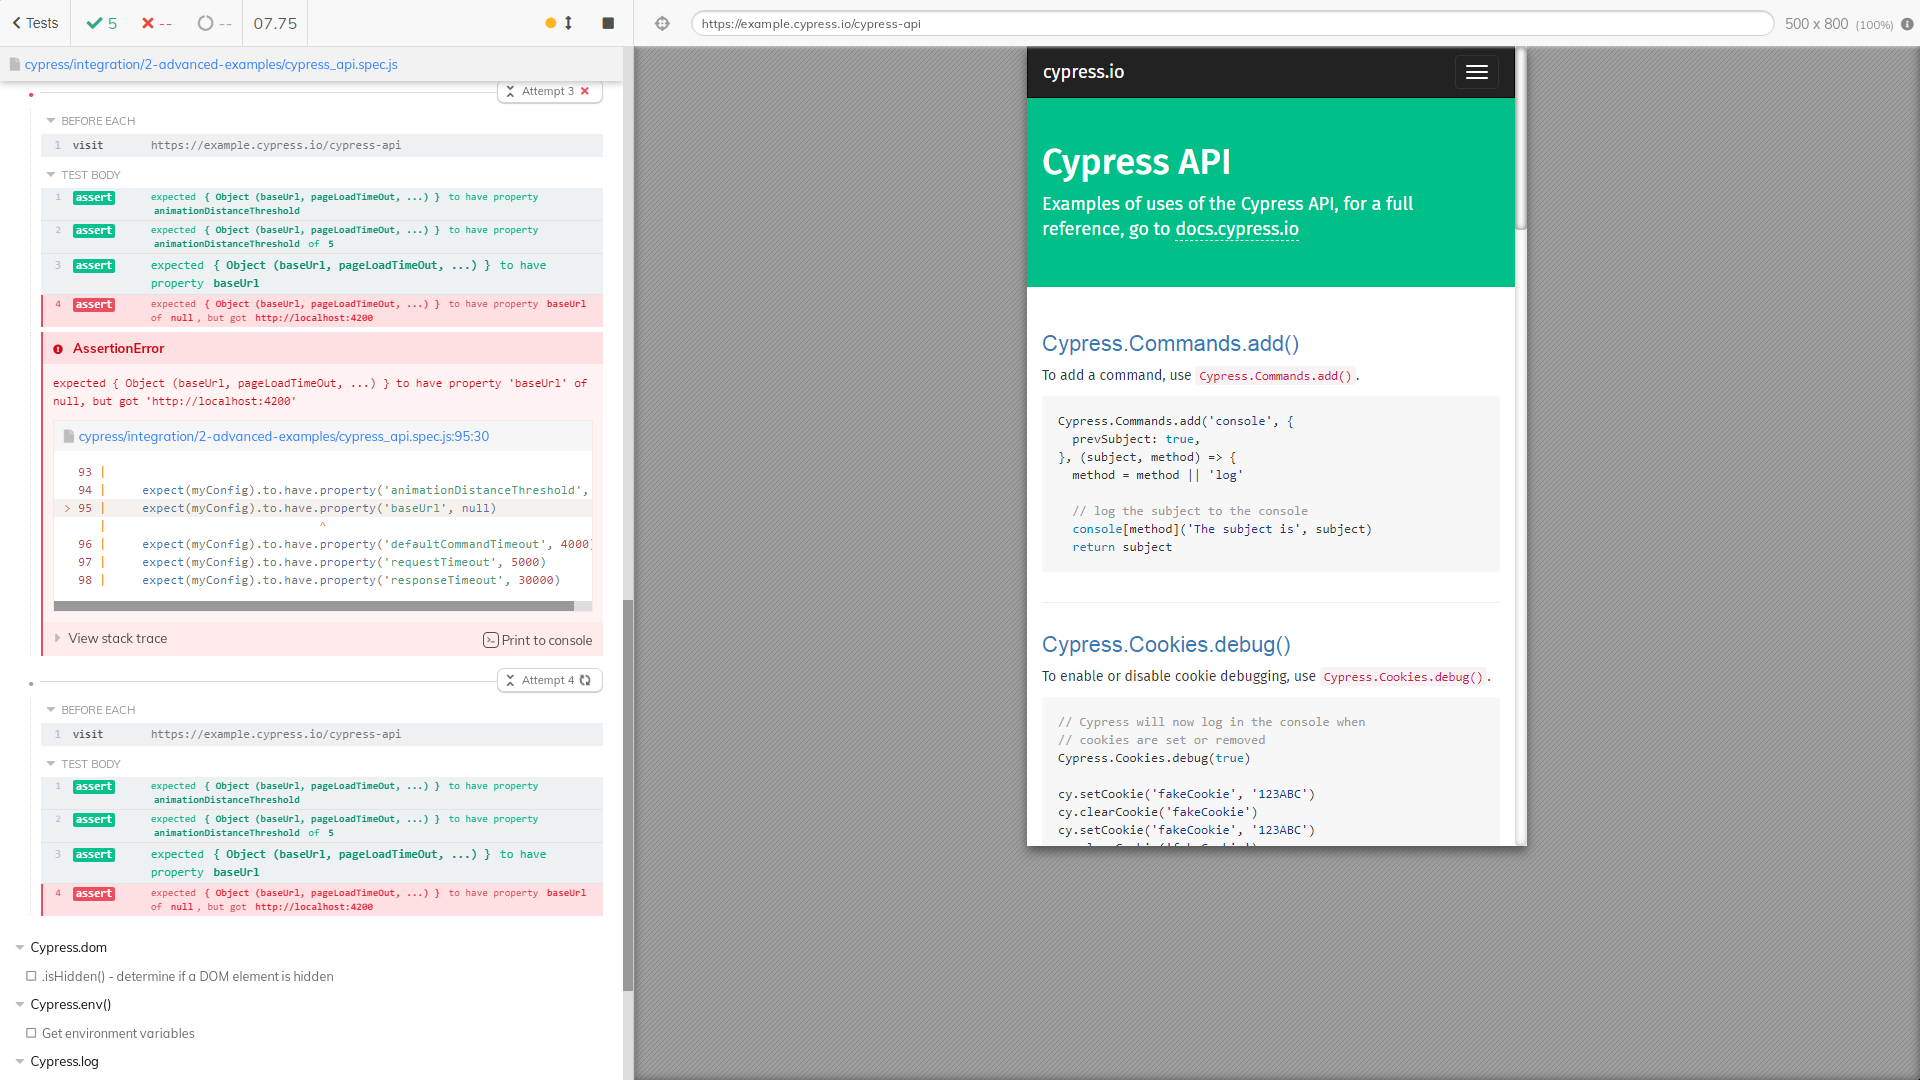 Tests
5
--
--
07.75
https://example.cypress.io/cypress-api
500 x 800 (100%)
cypress/integration/2-advanced-examples/cypress_api.spec.js
Attempt 3
BEFORE EACH
1 visit https://example.cypress.io/cypress-api
TEST BODY
1 assert expected { Object (baseUrl, pageLoadTimeOut, ...) } to have property
animationDistanceThreshold
2 assert expected { Object (baseUrl, pageLoadTimeOut, ...) } to have property
animationDistanceThreshold of 5
3 assert expected { Object (baseUrl, pageLoadTimeOut, ...) } to have
property baseUrl
4 assert expected { Object (baseUrl, pageLoadTimeOut, ...) } to have property baseUrl
of null, but got http://localhost:4200
AssertionError
expected { Object (baseUrl, pageLoadTimeOut, ...) } to have property 'baseUrl' of
null, but got 'http://localhost:4200'
cypress/integration/2-advanced-examples/cypress_api.spec.js:95:30
93 |
94 | expect(myConfig).to.have.property('animationDistanceThreshold',
> 95 | expect(myConfig).to.have.property('baseUrl', null)
| ^
96 | expect(myConfig).to.have.property('defaultCommandTimeout', 4000)
97 | expect(myConfig).to.have.property('requestTimeout', 5000)
98 | expect(myConfig).to.have.property('responseTimeout', 30000)
View stack trace
Print to console
Attempt 4
BEFORE EACH
1 visit https://example.cypress.io/cypress-api
TEST BODY
1 assert expected { Object (baseUrl, pageLoadTimeOut, ...) } to have property
animationDistanceThreshold
2 assert expected { Object (baseUrl, pageLoadTimeOut, ...) } to have property
animationDistanceThreshold of 5
3 assert expected { Object (baseUrl, pageLoadTimeOut, ...) } to have
property baseUrl
4 assert expected { Object (baseUrl, pageLoadTimeOut, ...) } to have property baseUrl
of null, but got http://localhost:4200
Cypress.dom
.isHidden() - determine if a DOM element is hidden
Cypress.env()
Get environment variables
Cypress.log
cypress.io
Cypress API
Examples of uses of the Cypress API, for a full
reference, go to docs.cypress.io
Cypress.Commands.add()
To add a command, use Cypress.Commands.add().
Cypress.Commands.add('console', {
prevSubject: true,
}, (subject, method) => {
method = method || 'log'
// log the subject to the console
console[method]('The subject is', subject)
return subject
Cypress.Cookies.debug()
To enable or disable cookie debugging, use Cypress.Cookies.debug().
// Cypress will now log in the console when
// cookies are set or removed
Cypress.Cookies.debug(true)
cy.setCookie('fakeCookie', '123ABC')
cy.clearCookie('fakeCookie')
cy.setCookie('fakeCookie', '123ABC')